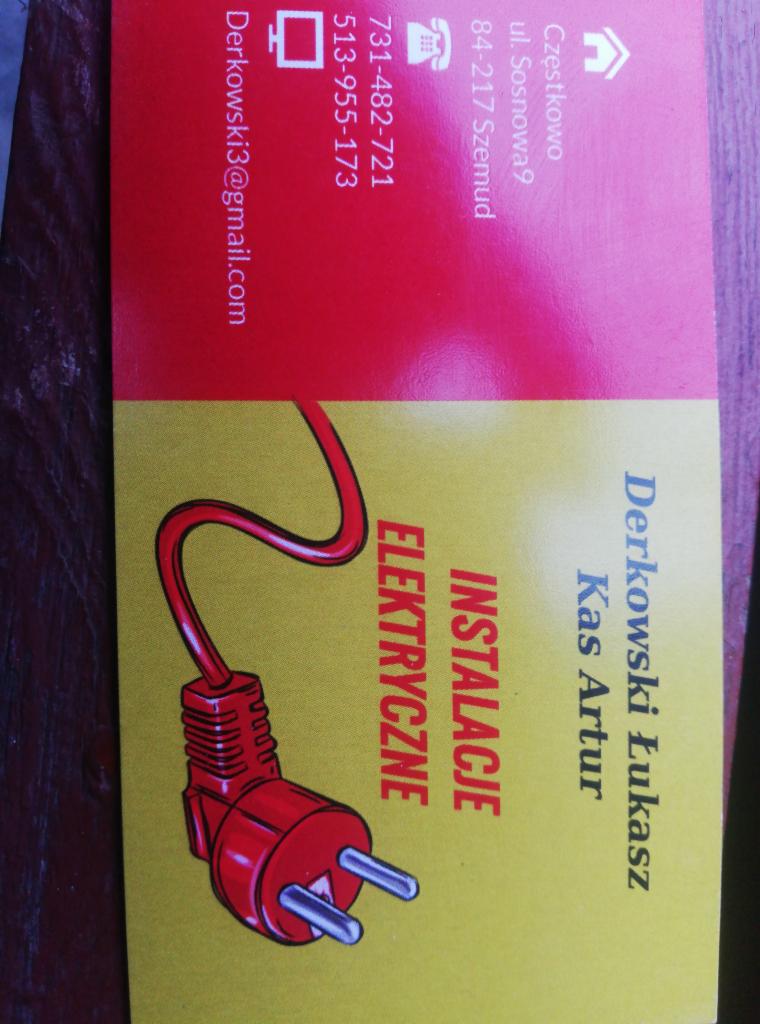 Częstkowo
ul. Sosnowa9
84-217 Szemud
731-482-721
513-955-173
Derkowski3@gmail.com
Derkowski Łukasz
Kas Artur
INSTALACJE
ELEKTRYCZNE